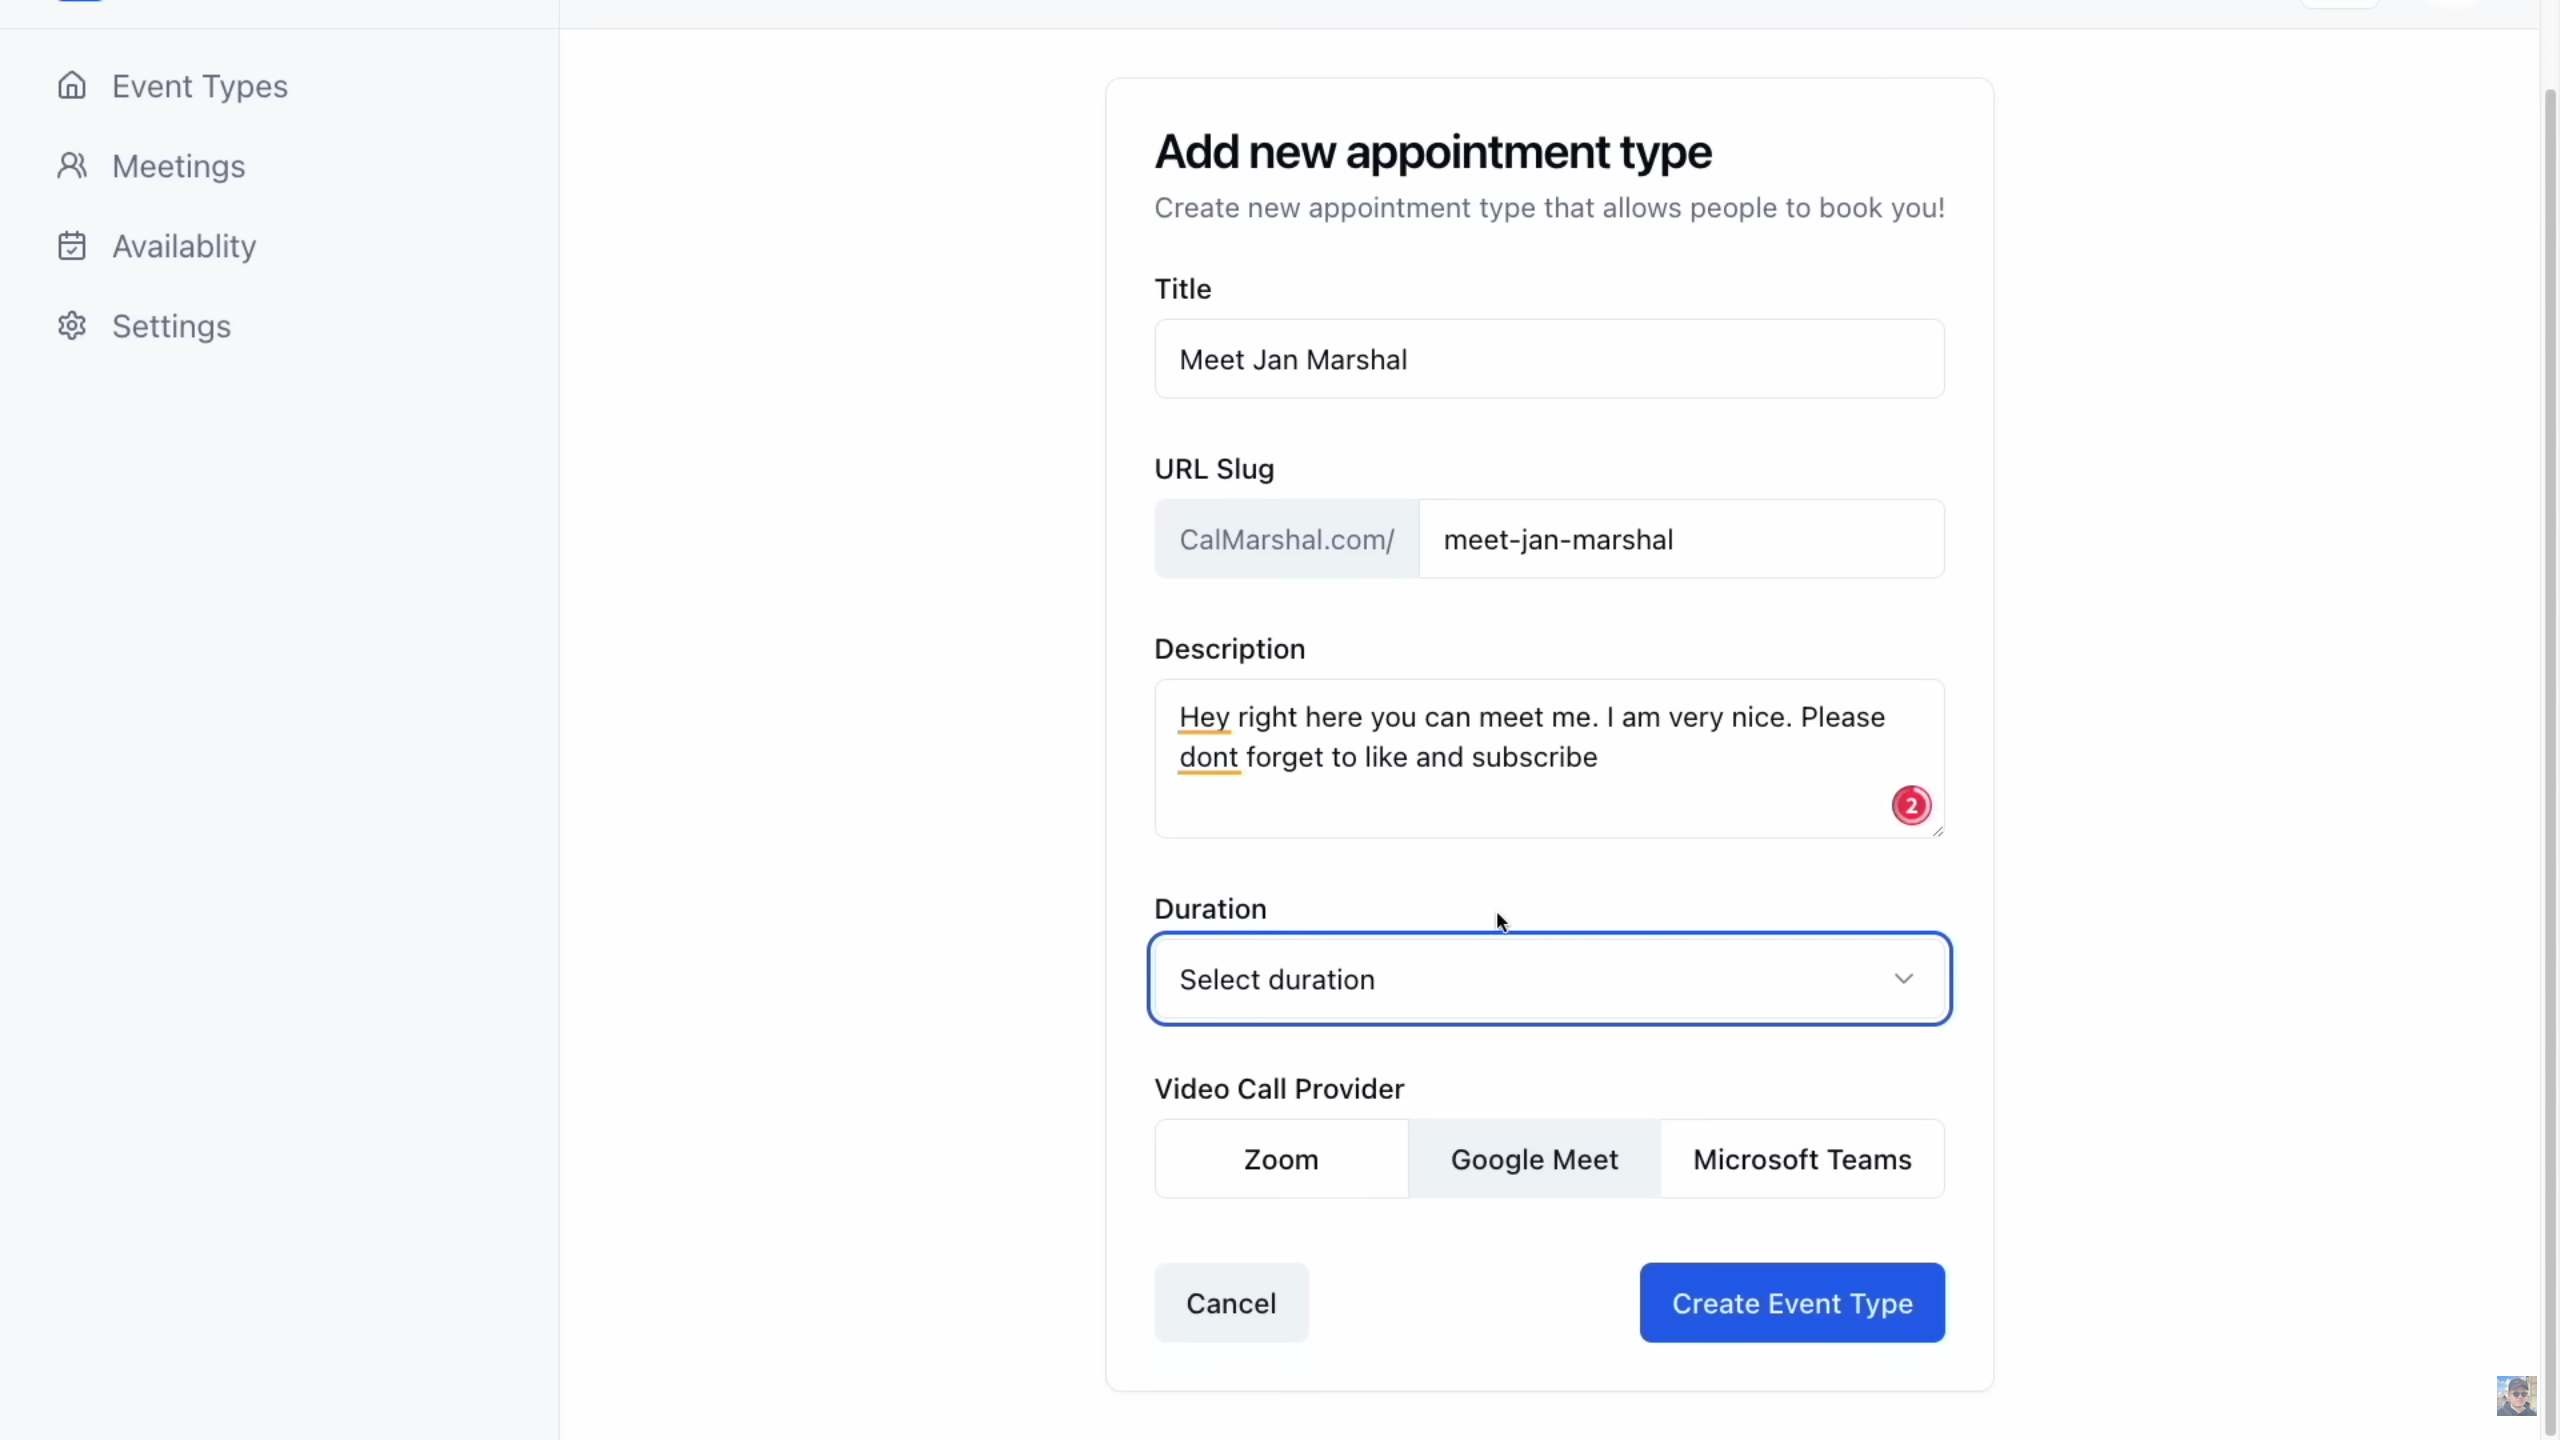 Event Types
Meetings
Availablity
Settings
Add new appointment type
Create new appointment type that allows people to book you!
Title
Meet Jan Marshal
URL Slug
CalMarshal.com/ meet-jan-marshal
Description
Hey right here you can meet me. I am very nice. Please
dont forget to like and subscribe
2
Duration
Select duration
Video Call Provider
Zoom Google Meet Microsoft Teams
Cancel Create Event Type